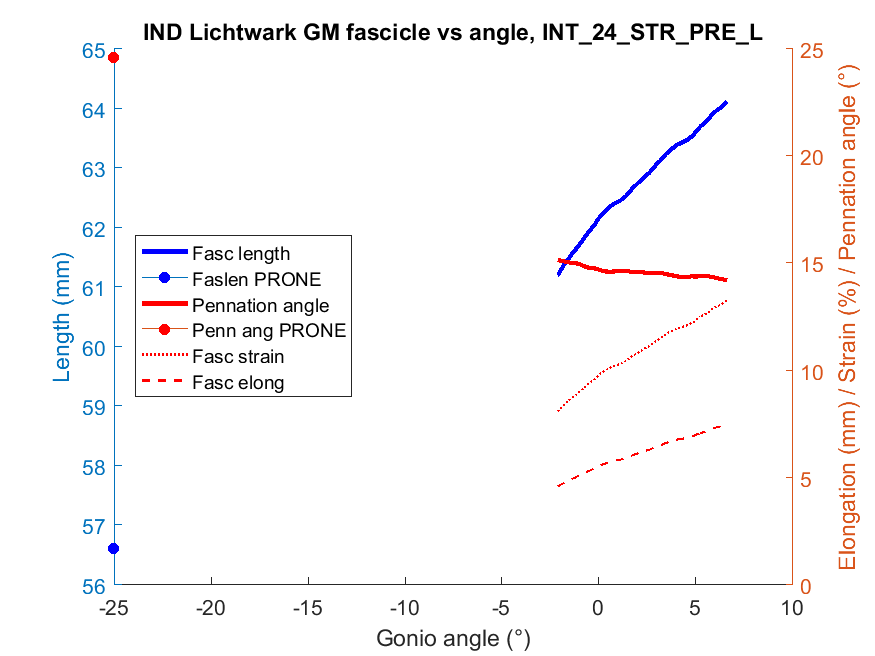 IND Lichtwark GM fascicle vs angle, INT_24_STR_PRE_L
65
64
63
62
61
60
59
58
57
56
Length (mm)
25
20
15
10
5
0
Elongation (mm) / Strain (%) / Pennation angle (°)
Fasc length
Faslen PRONE
Pennation angle
Penn ang PRONE
Fasc strain
Fasc elong
-25 -20 -15 -10 -5 0 5 10
Gonio angle (°)